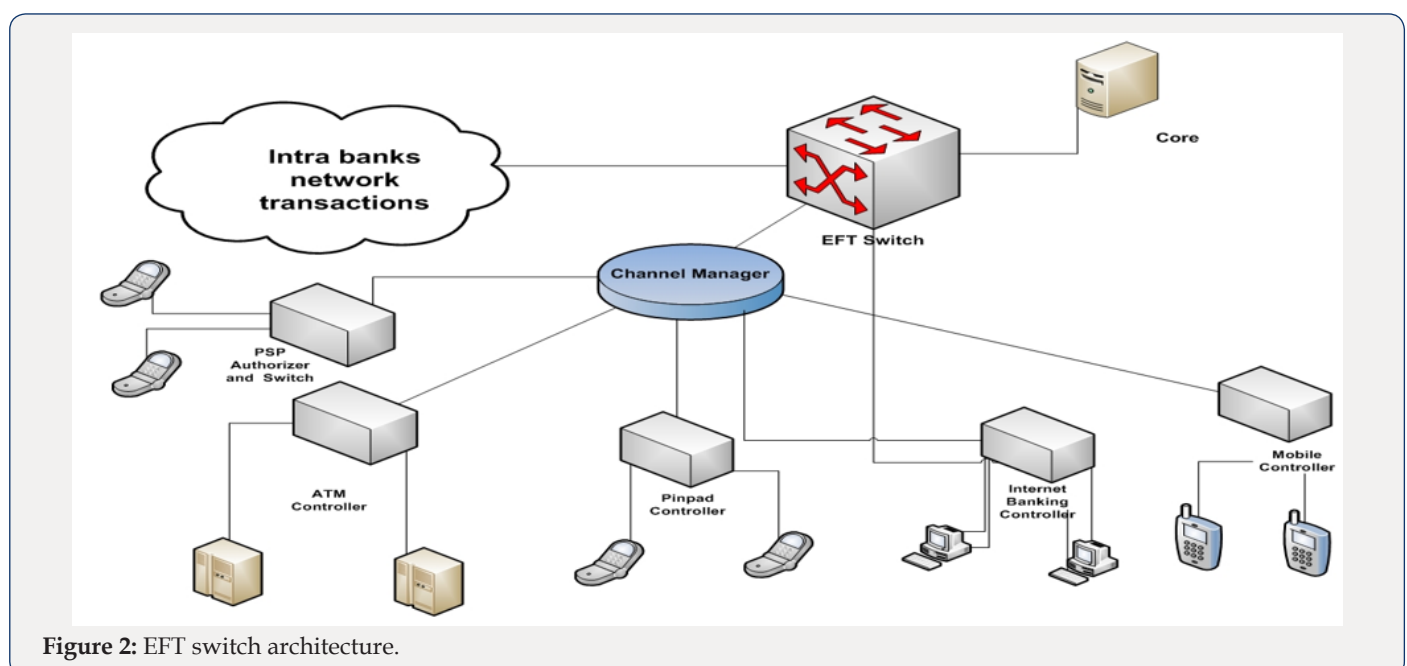 Intra banks
network
transactions
Core
EFT Switch
Channel Manager
PSP
Authorizer
and Switch
ATM
Controller
Pinpad
Controller
Internet
Banking
Controller
Mobile
Controller
Figure 2: EFT switch architecture.